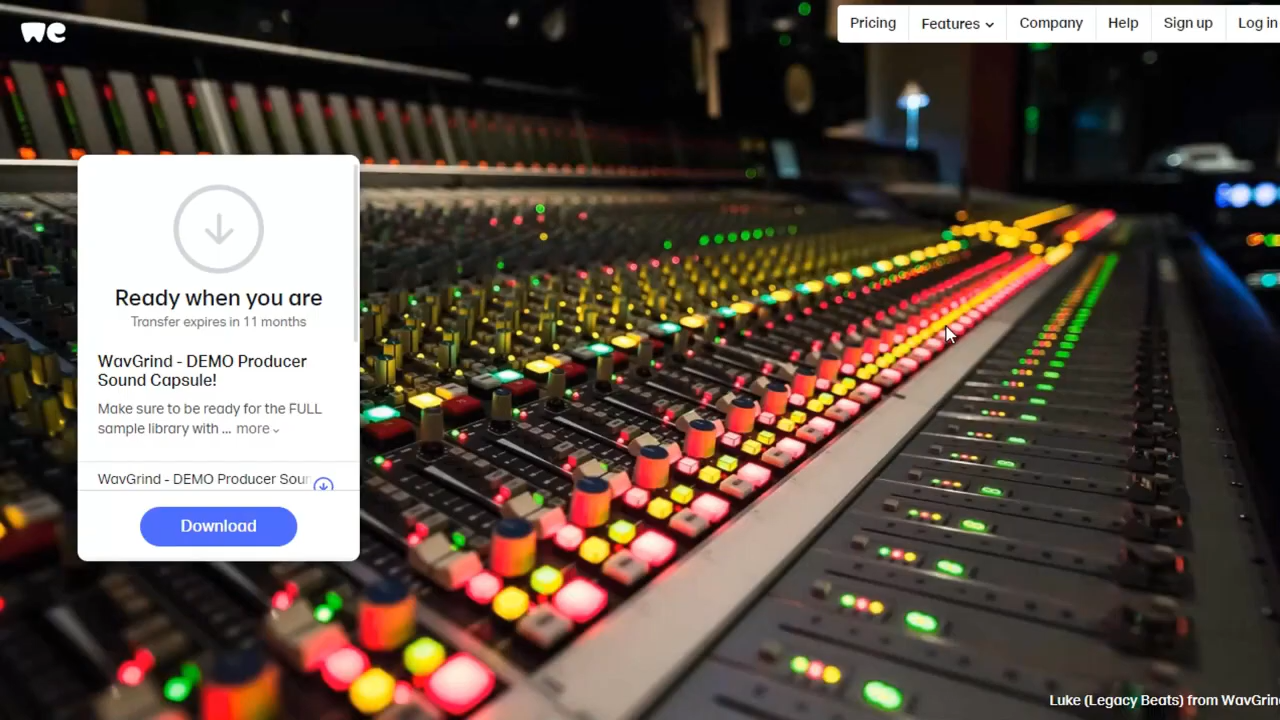 we
Pricing
Features
Company
Help
Sign up
Log in
Ready when you are
Transfer expires in 11 months
WavGrind - DEMO Producer
Sound Capsule!
Make sure to be ready for the FULL
sample library with ... more
WavGrind - DEMO Producer Sour
Download
Luke (Legacy Beats) from WavGrin